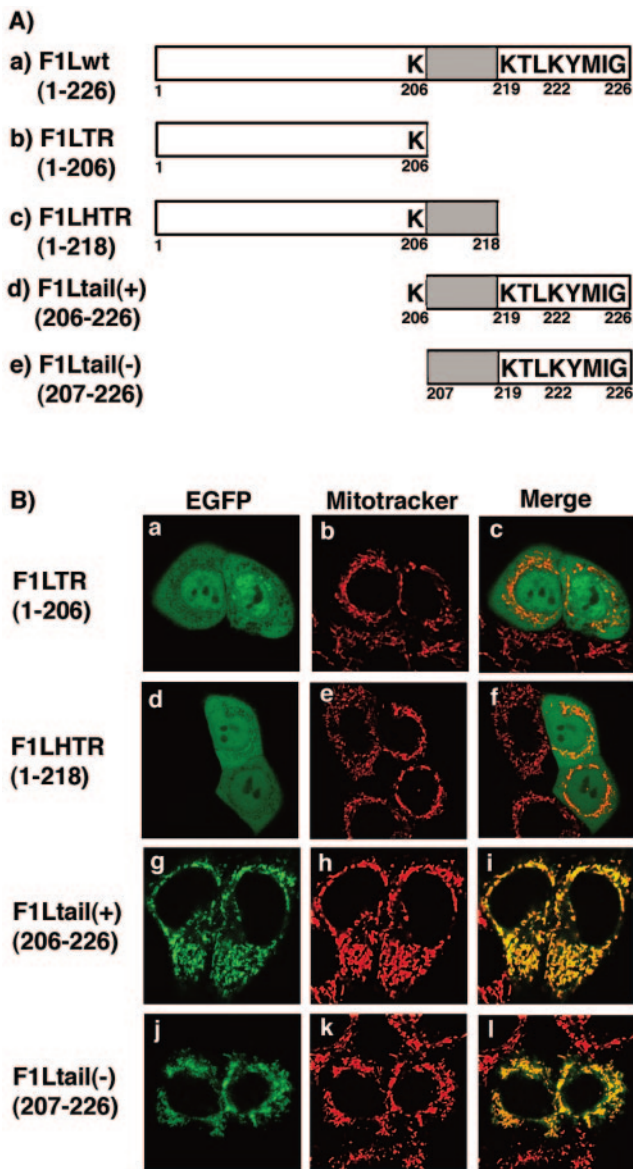 A)
a) F1Lwt
(1-226)
K KTLKYMIG
1 206 219 222 226
b) F1LTR
(1-206)
K
1 206
c) F1LHTR
(1-218)
K
1 206 218
d) F1Ltail(+)
(206-226)
K KTLKYMIG
206 219 222 226
e) F1Ltail(-)
(207-226)
KTLKYMIG
207 219 222 226
B)
EGFP Mitotracker Merge
F1LTR
(1-206)
a b c
F1LHTR
(1-218)
d e f
F1Ltail(+)
(206-226)
g h i
F1Ltail(-)
(207-226)
j k l